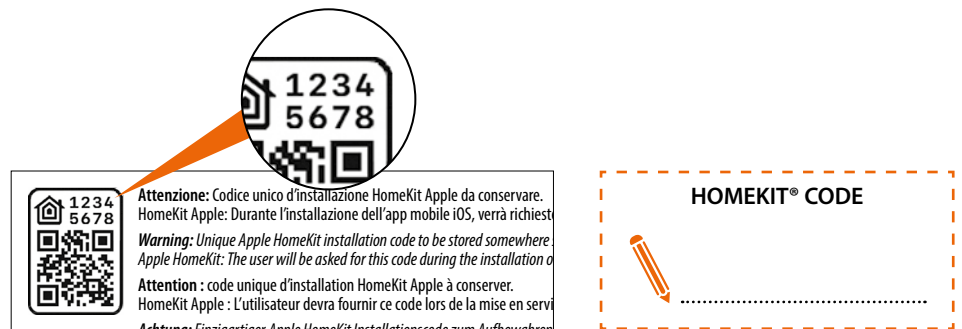 1234
5678
1234
5678
Attenzione: Codice unico d'installazione HomeKit Apple da conservare.
HomeKit Apple: Durante l'installazione dell'app mobile iOS, verrà richiest
Warning: Unique Apple HomeKit installation code to be stored somewhere
Apple HomeKit: The user will be asked for this code during the installation o
Attention : code unique d'installation HomeKit Apple à conserver.
HomeKit Apple : L'utilisateur devra fournir ce code lors de la mise en servi
Achtung: Einzigartiger Apple HomeKit Installationscode zum Aufbewahren
HOMEKIT® CODE